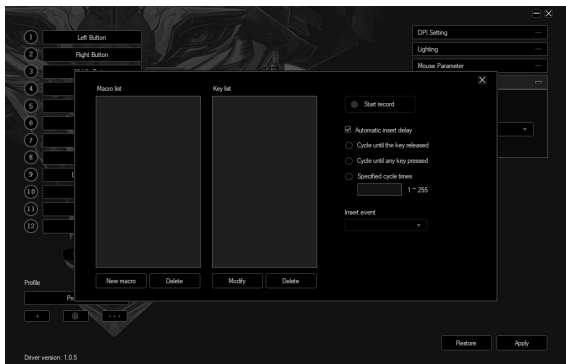 1 Left Button
2 Right Button
3
4
5
6
7
8
9
10
11
12
DPI Setting
Lighting
Mouse Parameter
Macro list
Key list
Start record
Automatic insert delay
Cycle until the key released
Cycle until any key pressed
Specified cycle times
1 ~ 255
Insert event
New macro Delete Modify Delete
Profile
+ ...
Restore Apply
Driver version: 1.0.5